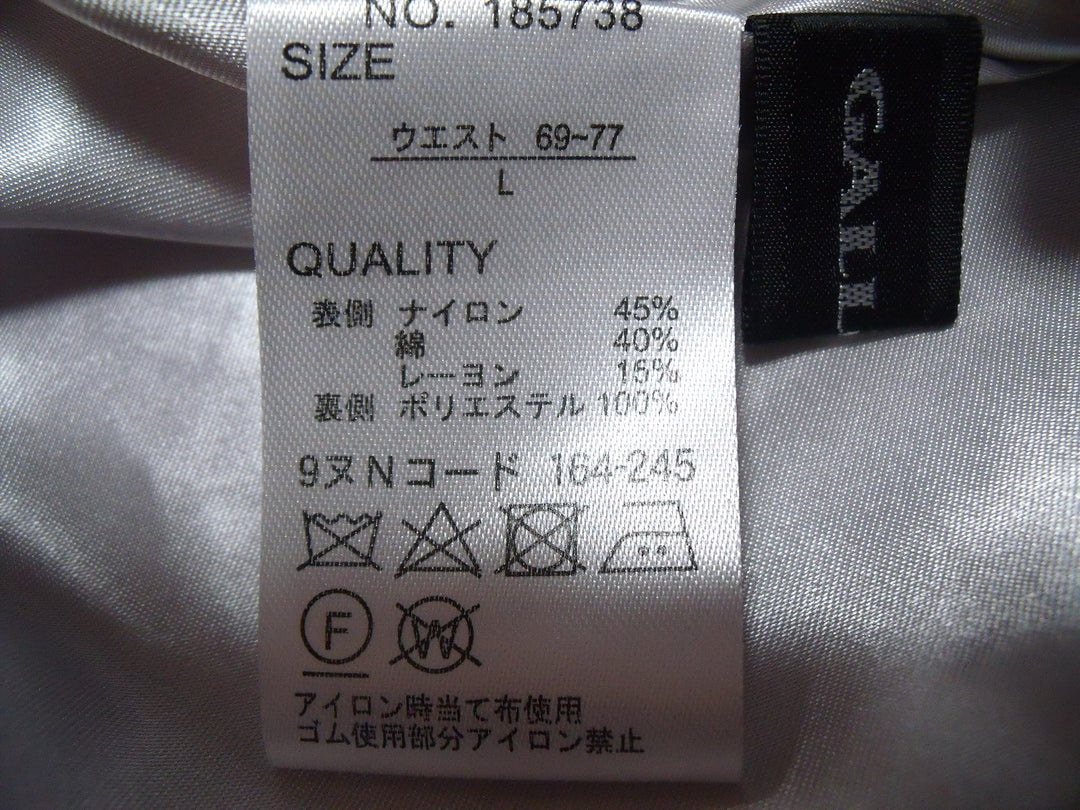 NO. 185738
SIZE
ウエスト 69~77
L
QUALITY
表側 ナイロン 45%
綿 40%
レーヨン 15%
裏側 ポリエステル 100%
9ヌNコード 164-245
F
W
アイロン時当て布使用
ゴム使用部分アイロン禁止
GALL